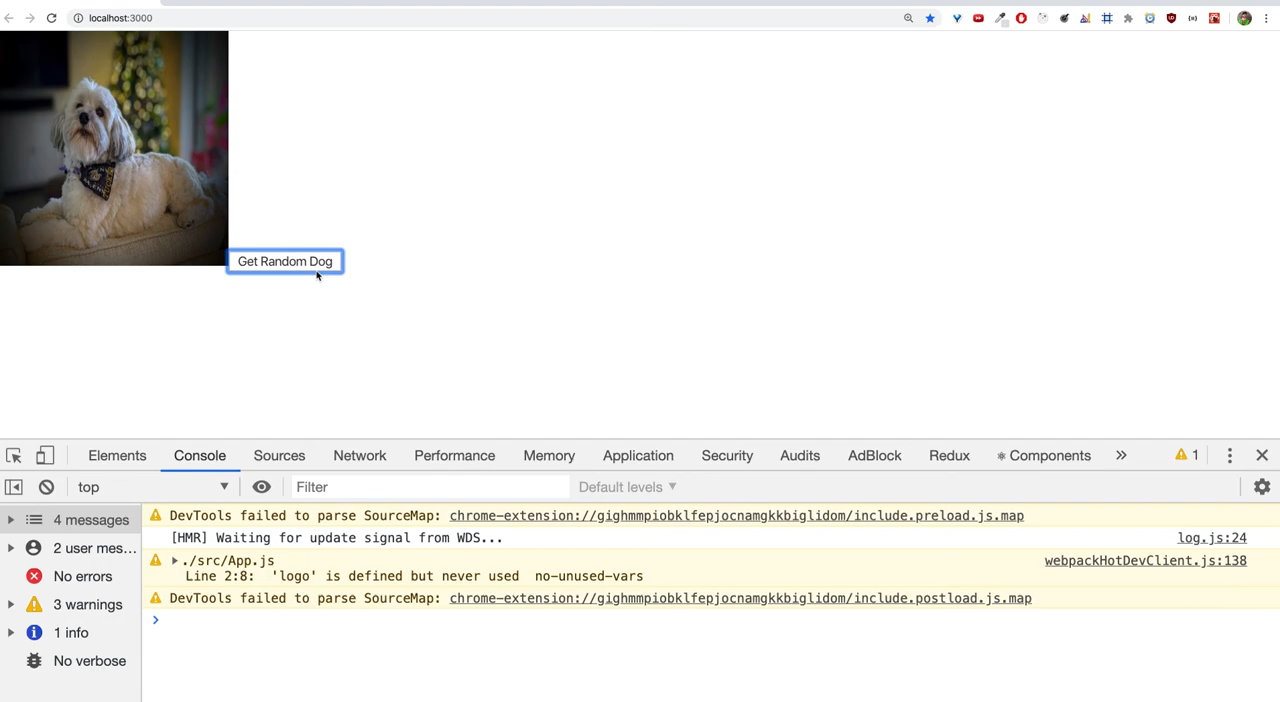 localhost:3000
Get Random Dog
Elements Console Sources Network Performance Memory Application Security Audits AdBlock Redux Components » 1
top Filter Default levels
4 messages
2 user mes...
No errors
3 warnings
1 info
No verbose
DevTools failed to parse SourceMap: chrome-extension://gighmmpiobklfepjocnamgkkbiglidom/include.preload.js.map
[HMR] Waiting for update signal from WDS... log.js:24
./src/App.js webpackHotDevClient.js:138
Line 2:8: 'logo' is defined but never used no-unused-vars
DevTools failed to parse SourceMap: chrome-extension://gighmmpiobklfepjocnamgkkbiglidom/include.postload.js.map